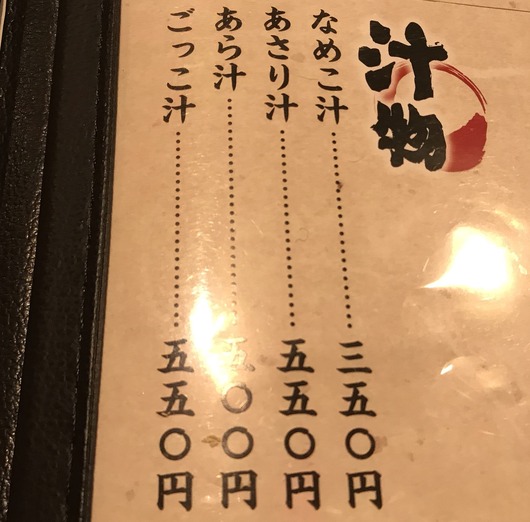 汁物
なめこ汁……………三五〇円
あさり汁……………五五〇円
あら汁……………五〇〇円
ごっこ汁……………五五〇円